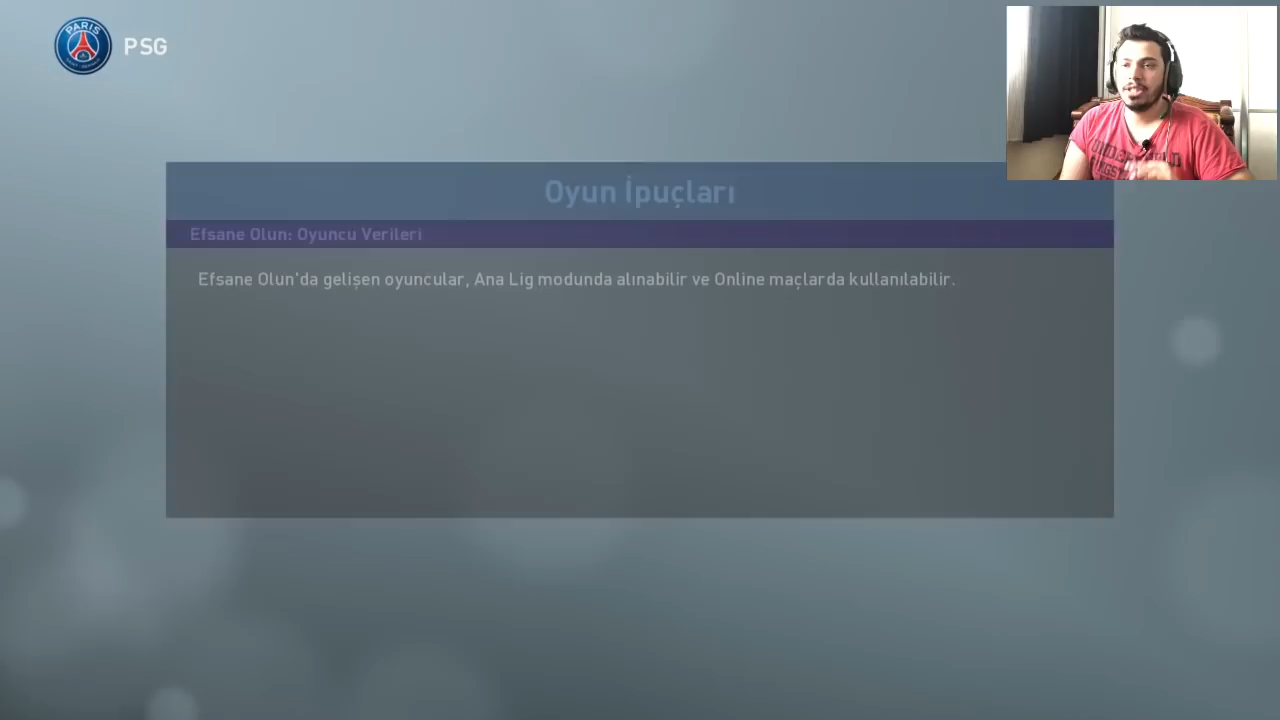 PARIS
PSG
Oyun İpuçları
Efsane Olun: Oyuncu Verileri
Efsane Olun'da gelişen oyuncular, Ana Lig modunda alınabilir ve Online maçlarda kullanılabilir.